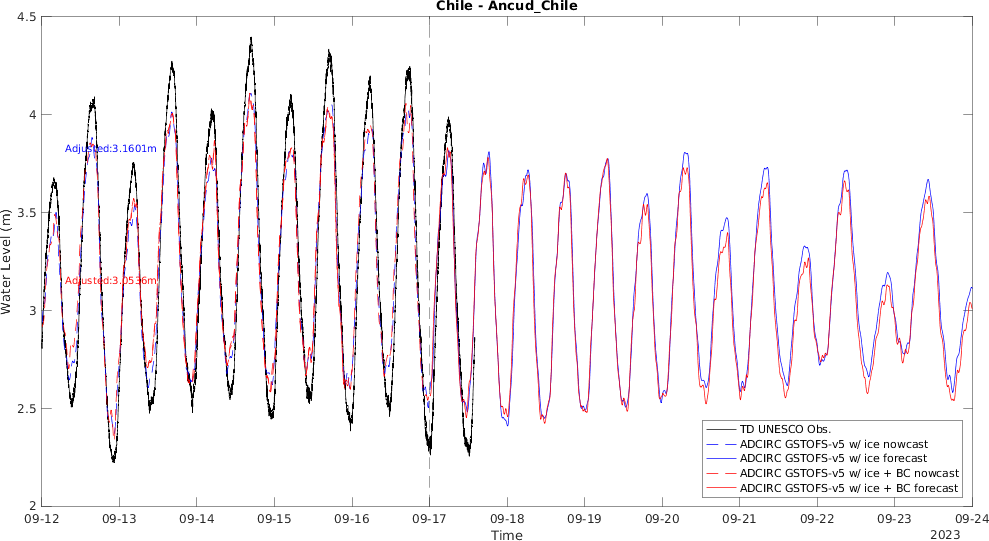 Chile - Ancud_Chile
4.5
4
3.5
3
2.5
2
Water Level (m)
Adjusted:3.1601m
Adjusted:3.0536m
TD UNESCO Obs.
ADCIRC GSTOFS-v5 w/ ice nowcast
ADCIRC GSTOFS-v5 w/ ice forecast
ADCIRC GSTOFS-v5 w/ ice + BC nowcast
ADCIRC GSTOFS-v5 w/ ice + BC forecast
09-12 09-13 09-14 09-15 09-16 09-17 09-18 09-19 09-20 09-21 09-22 09-23 09-24
Time
2023